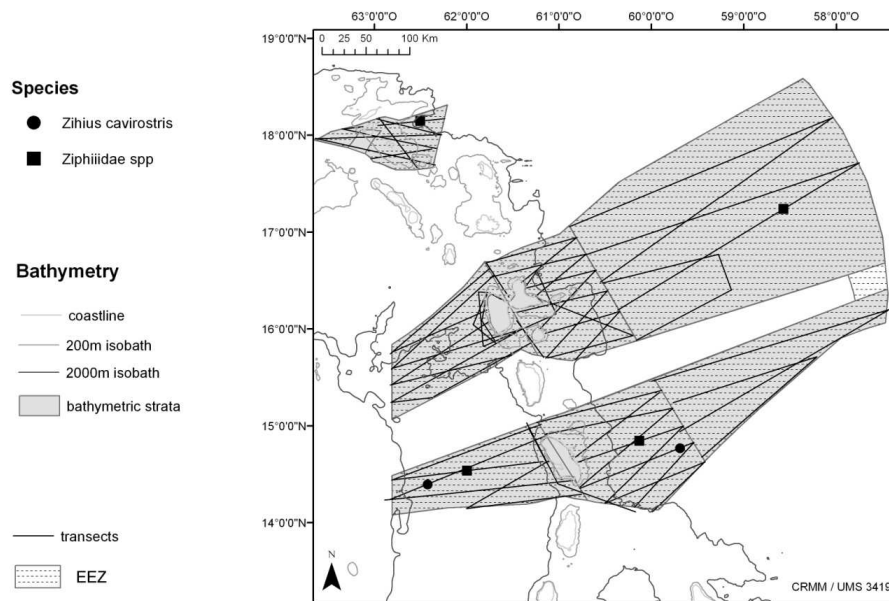 63°0'0"O 62°0'0"O 61°0'0"O 60°0'0"O 59°0'0"O 58°0'0"O
19°0'0"N
0 25 50 100 Km
Species
Zihius cavirostris
Ziphiiidae spp
18°0'0"N
17°0'0"N
Bathymetry
coastline
200m isobath
2000m isobath
bathymetric strata
16°0'0"N
15°0'0"N
14°0'0"N
transects
EEZ
N
CRMM / UMS 3419